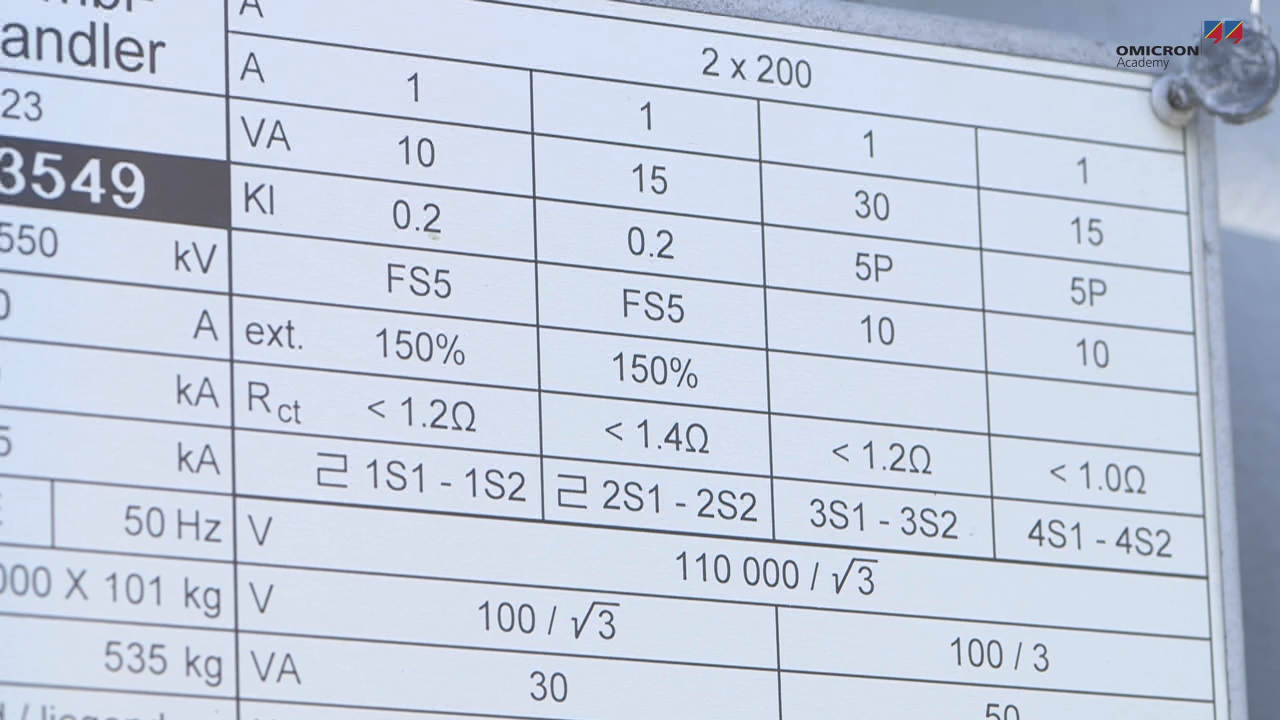 OMICRON
Academy
andler
23
3549
550 kV
A
kA
kA
50 Hz
000 X 101 kg
535 kg
A 2 x 200
A 1 1 1 1
VA 10 15 30 15
KI 0.2 0.2 5P 5P
FS5 FS5 10 10
ext. 150% 150%
Rct < 1.2Ω < 1.4Ω < 1.2Ω < 1.0Ω
1S1 - 1S2 2S1 - 2S2 3S1 - 3S2 4S1 - 4S2
V 110 000 / √3
V 100 / √3 100 / 3
VA 30 50